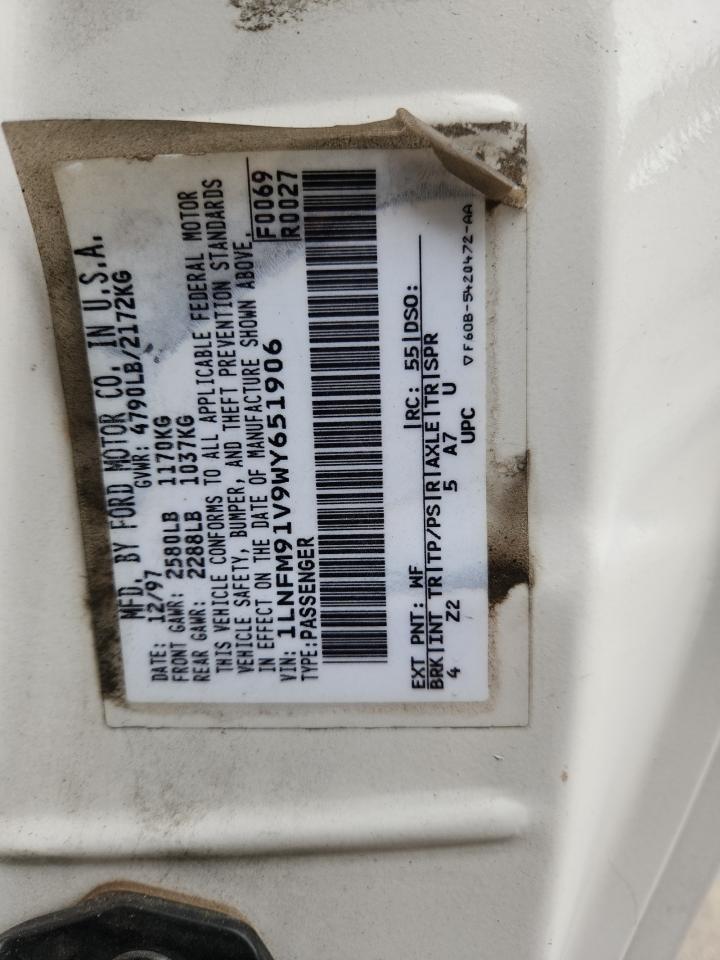 MFD. BY FORD MOTOR CO. IN U.S.A.
DATE: 12/97 GVWR: 4790LB/2172KG
FRONT GAWR: 2580LB 1170KG
REAR GAWR: 2288LB 1037KG
THIS VEHICLE CONFORMS TO ALL APPLICABLE FEDERAL MOTOR
VEHICLE SAFETY, BUMPER, AND THEFT PREVENTION STANDARDS
IN EFFECT ON THE DATE OF MANUFACTURE SHOWN ABOVE.
VIN: 1LNFM91V9WY651906 F0069
TYPE: PASSENGER R0027
EXT PNT: WF |RC: 55|DSO:
BRK|INT TR|TP/PS|R|AXLE|TR|SPR
4 Z2 5 A7 U
UPC
▽F60B-5420472-AA